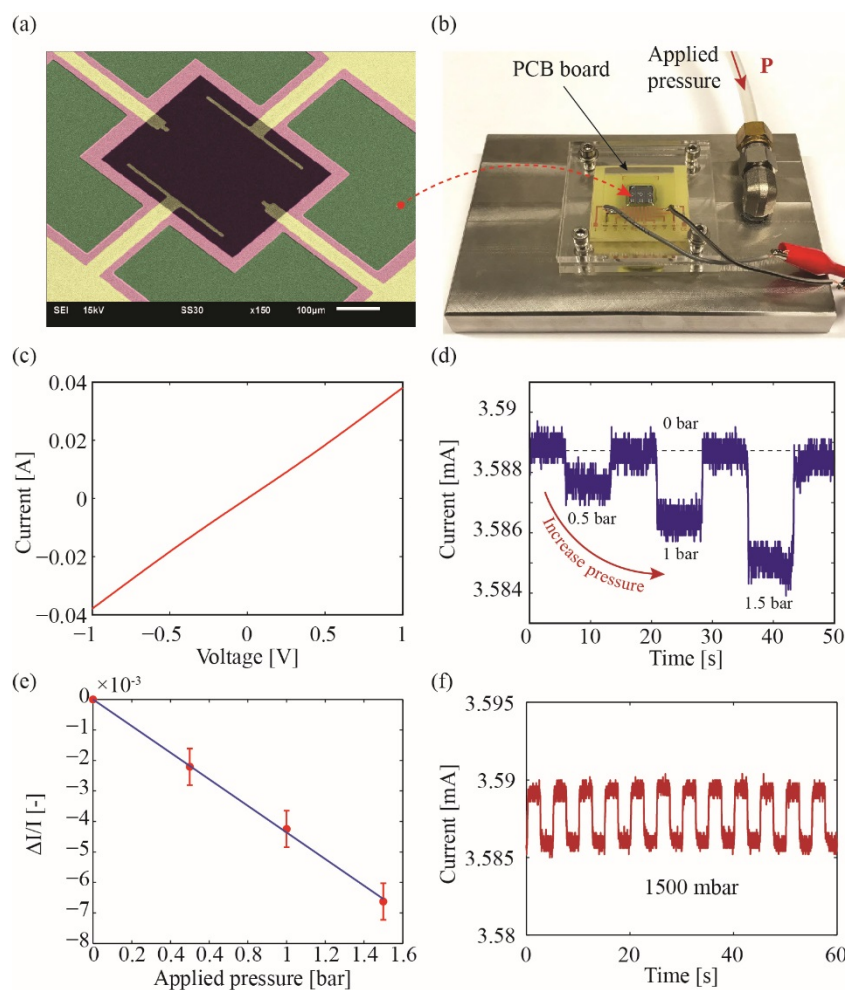 (a)
SEI 15kV SS30 x150 100μm
(b)
PCB board
Applied
pressure
P
(c)
0.04
0.02
0
−0.02
−0.04
Current [A]
−1 −0.5 0 0.5 1
Voltage [V]
(d)
3.59
3.588
3.586
3.584
Current [mA]
0 bar
0.5 bar
1 bar
1.5 bar
Increase pressure
0 10 20 30 40 50
Time [s]
(e)
×10⁻³
0
−1
−2
−3
−4
−5
−6
−7
−8
ΔI/I [-]
0 0.2 0.4 0.6 0.8 1 1.2 1.4 1.6
Applied pressure [bar]
(f)
3.595
3.59
3.585
3.58
Current [mA]
1500 mbar
0 10 20 30 40 50 60
Time [s]